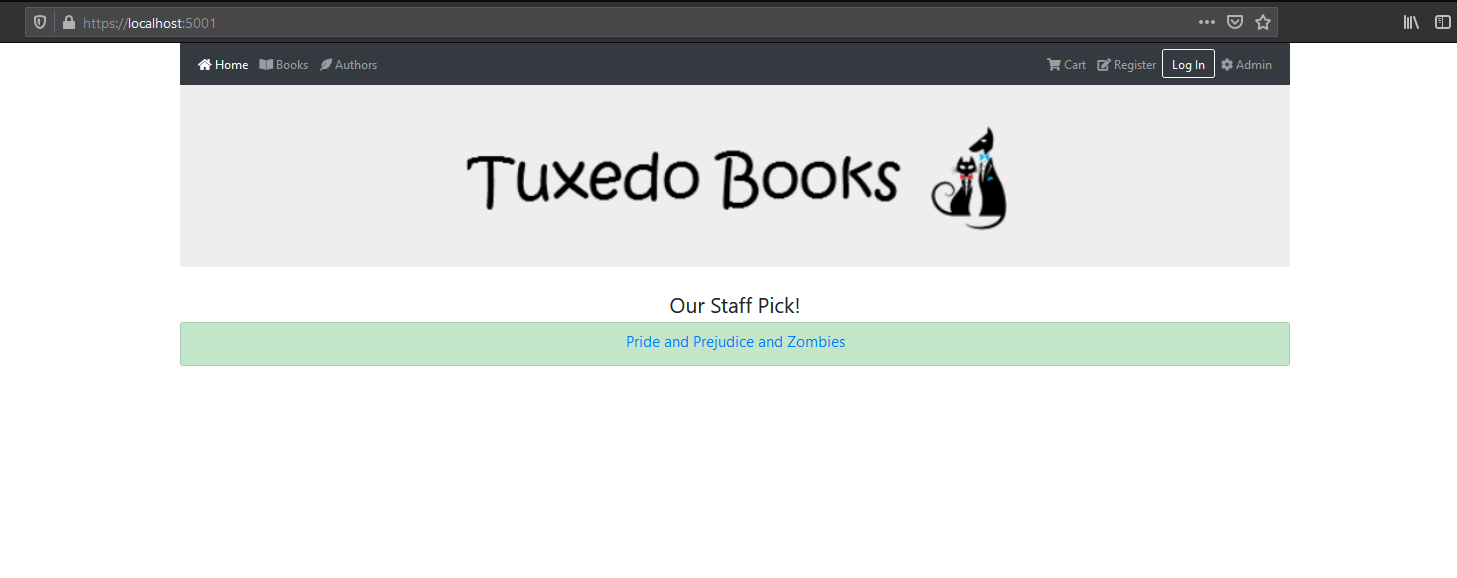 https://localhost:5001
Home Books Authors Cart Register Log In Admin
Tuxedo Books
Our Staff Pick!
Pride and Prejudice and Zombies